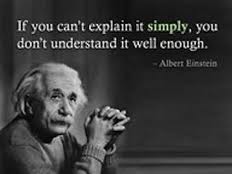 If you can't explain it simply, you
don't understand it well enough.
– Albert Einstein